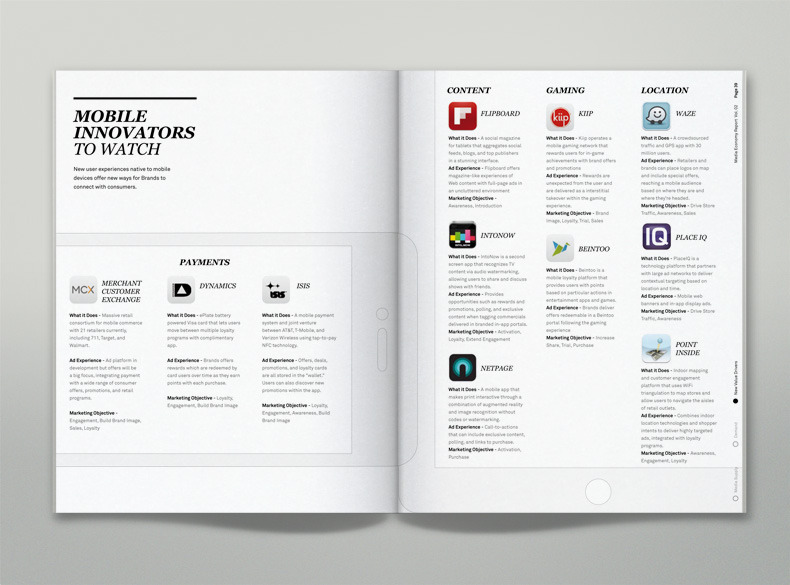 MOBILE
INNOVATORS
TO WATCH
New user experiences native to mobile
devices offer new ways for Brands to
connect with consumers.
PAYMENTS
MCX
MERCHANT
CUSTOMER
EXCHANGE
What it Does – Massive retail
consortium for mobile commerce
with 21 retailers currently,
including 711, Target, and
Walmart.
Ad Experience – Ad platform in
development but offers will be
a big focus, integrating payment
with a wide range of consumer
offers, promotions, and retail
programs.
Marketing Objective –
Engagement, Build Brand Image,
Sales, Loyalty
DYNAMICS
What it Does – ePlate battery
powered Visa card that lets users
move between multiple loyalty
programs with complimentary
app.
Ad Experience – Brands offers
rewards which are redeemed by
card users over time as they earn
points with each purchase.
Marketing Objective – Loyalty,
Engagement, Build Brand Image
ISIS
What it Does – A mobile payment
system and joint venture
between AT&T, T-Mobile, and
Verizon Wireless using tap-to-pay
NFC technology.
Ad Experience – Offers, deals,
promotions, and loyalty cards
are all stored in the "wallet."
Users can also discover new
promotions within the app.
Marketing Objective – Loyalty,
Engagement, Awareness, Build
Brand Image
CONTENT
FLIPBOARD
What it Does – A social magazine
for tablets that aggregates social
feeds, blogs, and top publishers
in a stunning interface.
Ad Experience – Flipboard offers
magazine-like experiences of
Web content with full-page ads in
an uncluttered environment
Marketing Objective –
Awareness, Introduction
INTONOW
What it Does – IntoNow is a second
screen app that recognizes TV
content via audio watermarking,
allowing users to share and discuss
shows with friends.
Ad Experience – Provides
opportunities such as rewards and
promotions, polling, and exclusive
content when tagging commercials
delivered in branded in-app portals.
Marketing Objective – Activation,
Loyalty, Extend Engagement
NETPAGE
What it Does – A mobile app that
makes print interactive through a
combination of augmented reality
and image recognition without
codes or watermarking.
Ad Experience – Call-to-actions
that can include exclusive content,
polling, and links to purchase.
Marketing Objective – Activation,
Purchase
GAMING
kiip
KIIP
What it Does – Kiip operates a
mobile gaming network that
rewards users for in-game
achievements with brand offers
and promotions
Ad Experience – Rewards are
unexpected from the user and
are delivered as a interstitial
takeover within the gaming
experience.
Marketing Objective – Brand
Image, Loyalty, Trial, Sales
BEINTOO
What it Does – Beintoo is a
mobile loyalty platform that
provides users with points
based on particular actions in
entertainment apps and games.
Ad Experience – Brands deliver
offers redeemable in a Beintoo
portal following the gaming
experience
Marketing Objective – Increase
Share, Trial, Purchase
LOCATION
WAZE
What it Does – A crowdsourced
traffic and GPS app with 30
million users.
Ad Experience – Retailers and
brands can place logos on map
and include special offers,
reaching a mobile audience
based on where they are and
where they're headed.
Marketing Objective – Drive Store
Traffic, Awareness, Sales
IQ
PLACE IQ
What it Does – PlaceIQ is a
technology platform that partners
with large ad networks to deliver
contextual targeting based on
location and time.
Ad Experience – Mobile web
banners and in-app display ads.
Marketing Objective – Drive Store
Traffic, Awareness
POINT
INSIDE
What it Does – Indoor mapping
and customer engagement
platform that uses WiFi
triangulation to map stores and
allow users to navigate the aisles
of retail outlets.
Ad Experience – Combines indoor
location technologies and shopper
intents to deliver highly targeted
ads, integrated with loyalty
programs.
Marketing Objective – Awareness,
Engagement, Loyalty
Media Economy Report Vol. 02 Page 39
New Value Drivers
Demand
Media Supply